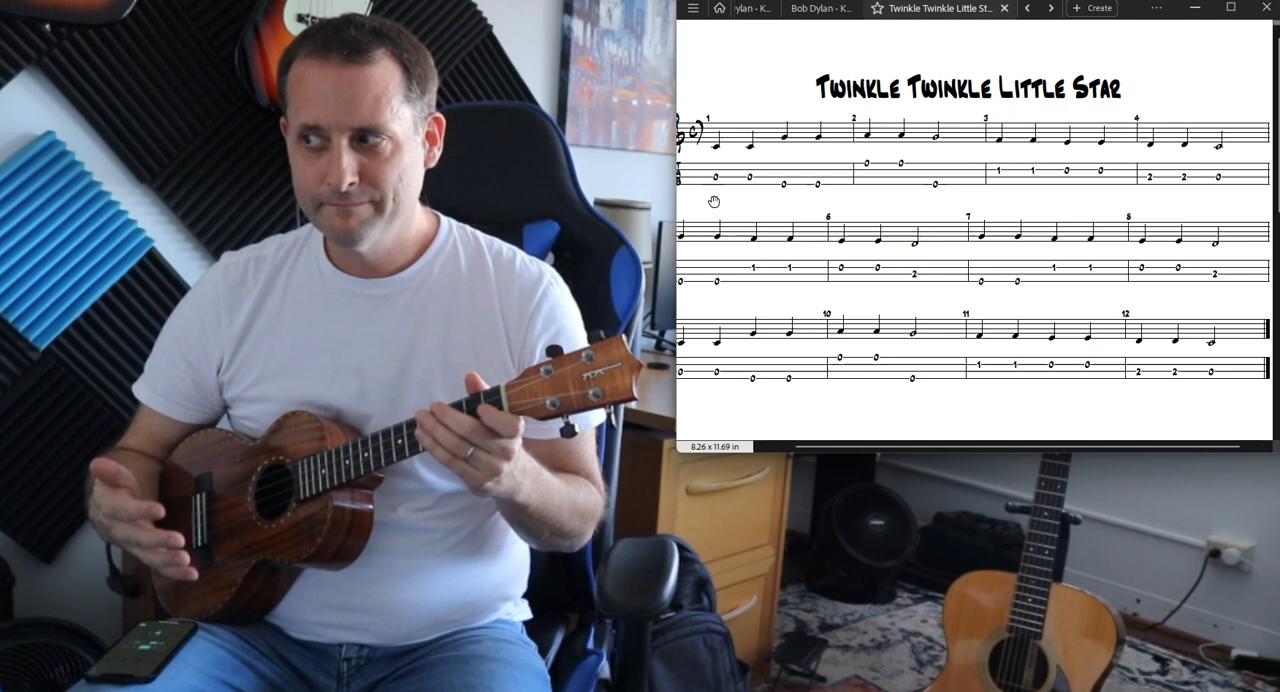 ylan - K... Bob Dylan - K... Twinkle Twinkle Little St... Create
TWINKLE TWINKLE LITTLE STAR
1 2 3 4
0 0 0 0 0 0 0 1 1 0 0 2 2 0
6 7 8
0 0 1 1 0 0 2 0 0 1 1 0 0 2
10 11 12
0 0 0 0 0 0 0 1 1 0 0 2 2 0
8.26 x 11.69 in